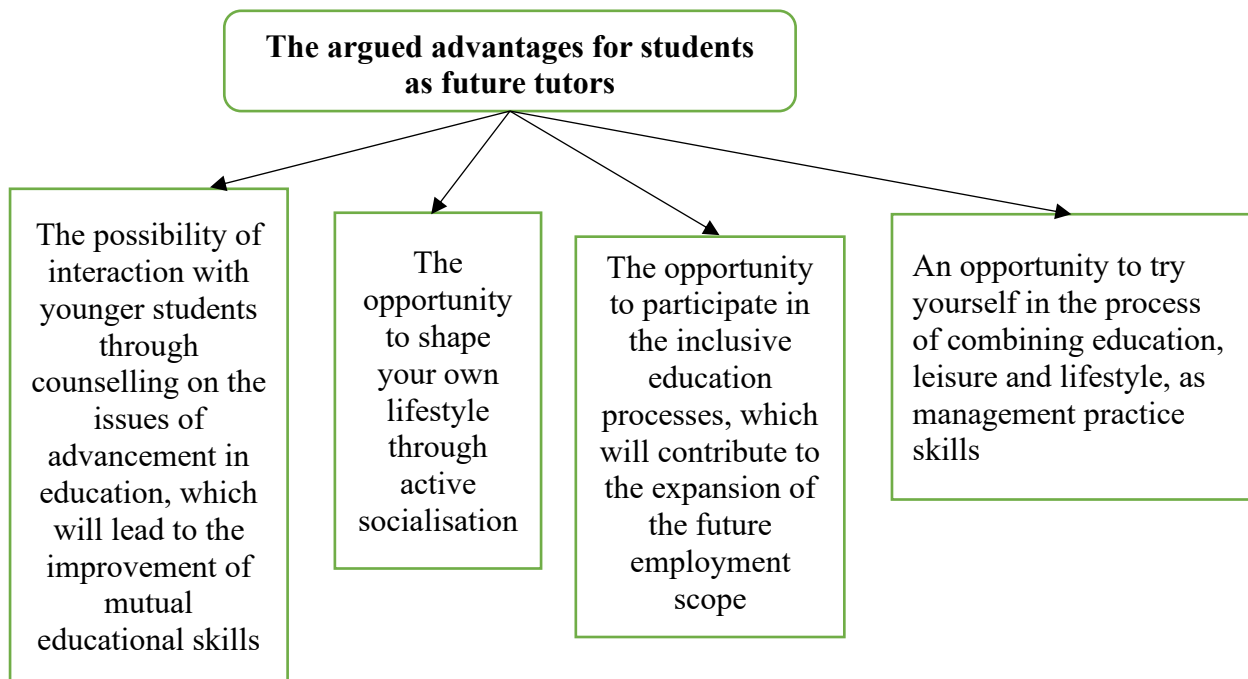 The argued advantages for students
as future tutors
The possibility of
interaction with
younger students
through
counselling on the
issues of
advancement in
education, which
will lead to the
improvement of
mutual
educational skills
The
opportunity
to shape
your own
lifestyle
through
active
socialisation
The opportunity
to participate in
the inclusive
education
processes, which
will contribute to
the expansion of
the future
employment
scope
An opportunity to try
yourself in the process
of combining education,
leisure and lifestyle, as
management practice
skills